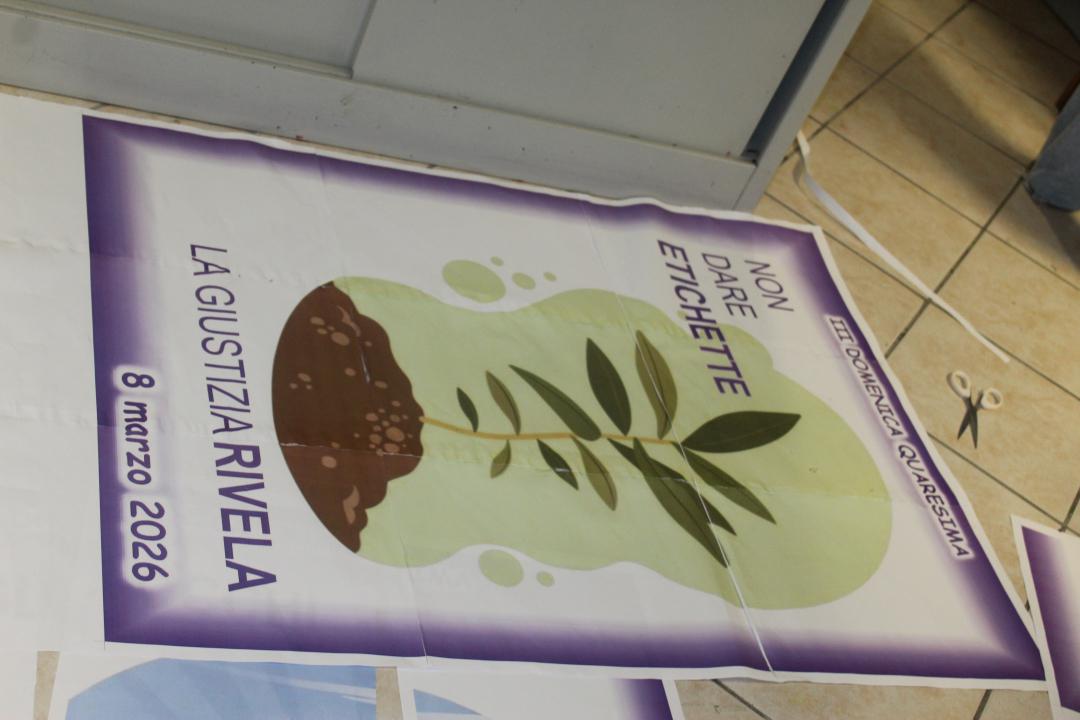 III DOMENICA QUARESIMA
NON
DARE
ETICHETTE
LA GIUSTIZIA RIVELA
8 marzo 2026